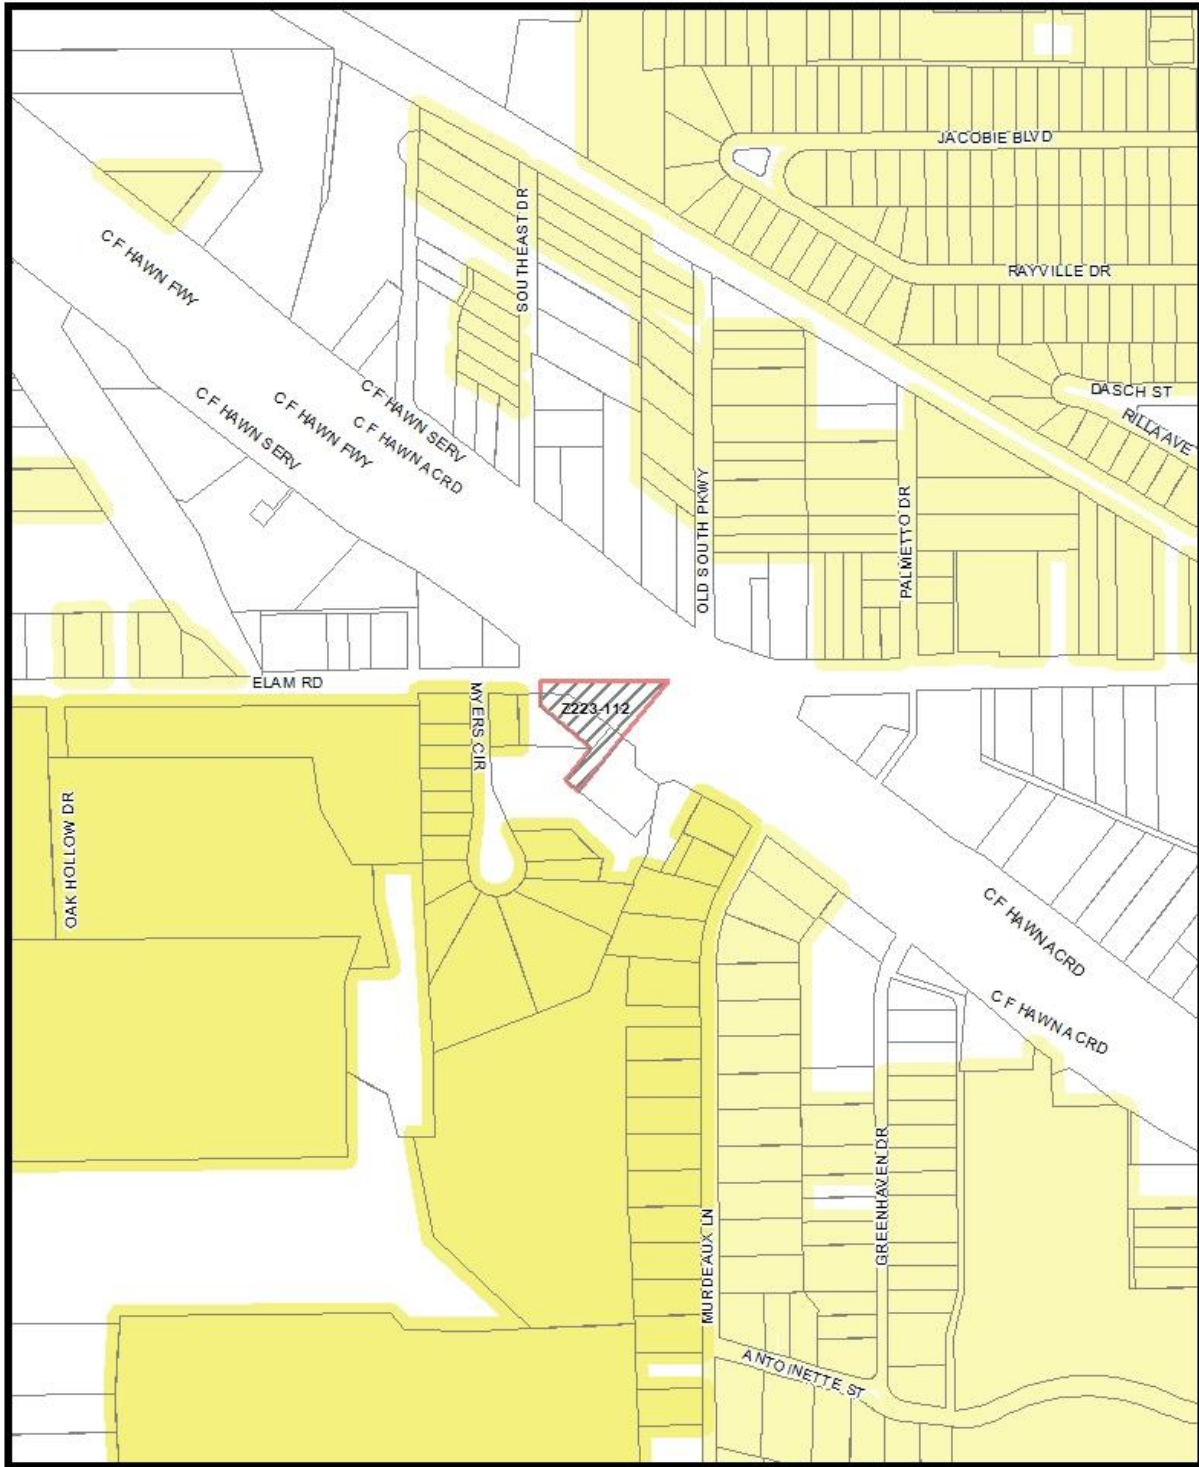 JACOBIE BLVD
SOUTHEAST DR
C F HAWN FWY
RAYVILLE DR
DASCH ST
RILLA AVE
C F HAWN SERV
C F HAWN FWY
C F HAWN SERV
C F HAWN ACRD
OLD SOUTH PKWY
PALMETTO DR
ELAM RD
MYERS CIR
Z223-112
OAK HOLLOW DR
C F HAWN ACRD
C F HAWN ACRD
GREENHAVEN DR
MURDEAUX LN
ANTOINETTE ST